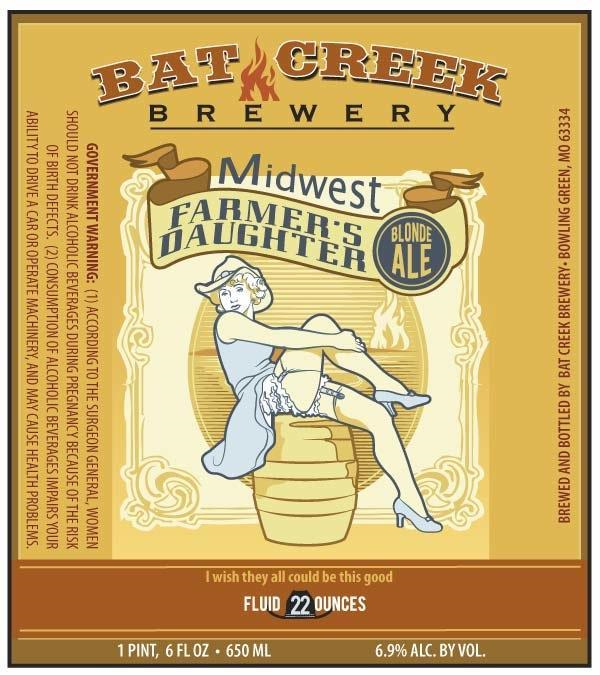 BAT CREEK
BREWERY
Midwest
FARMER'S
DAUGHTER
BLONDE
ALE
GOVERNMENT WARNING: (1) ACCORDING TO THE SURGEON GENERAL, WOMEN
SHOULD NOT DRINK ALCOHOLIC BEVERAGES DURING PREGNANCY BECAUSE OF THE RISK
OF BIRTH DEFECTS. (2) CONSUMPTION OF ALCOHOLIC BEVERAGES IMPAIRS YOUR
ABILITY TO DRIVE A CAR OR OPERATE MACHINERY, AND MAY CAUSE HEALTH PROBLEMS.
BREWED AND BOTTLED BY BAT CREEK BREWERY• BOWLING GREEN, MO 63334
I wish they all could be this good
FLUID 22 OUNCES
1 PINT, 6 FL OZ • 650 ML 6.9% ALC. BY VOL.